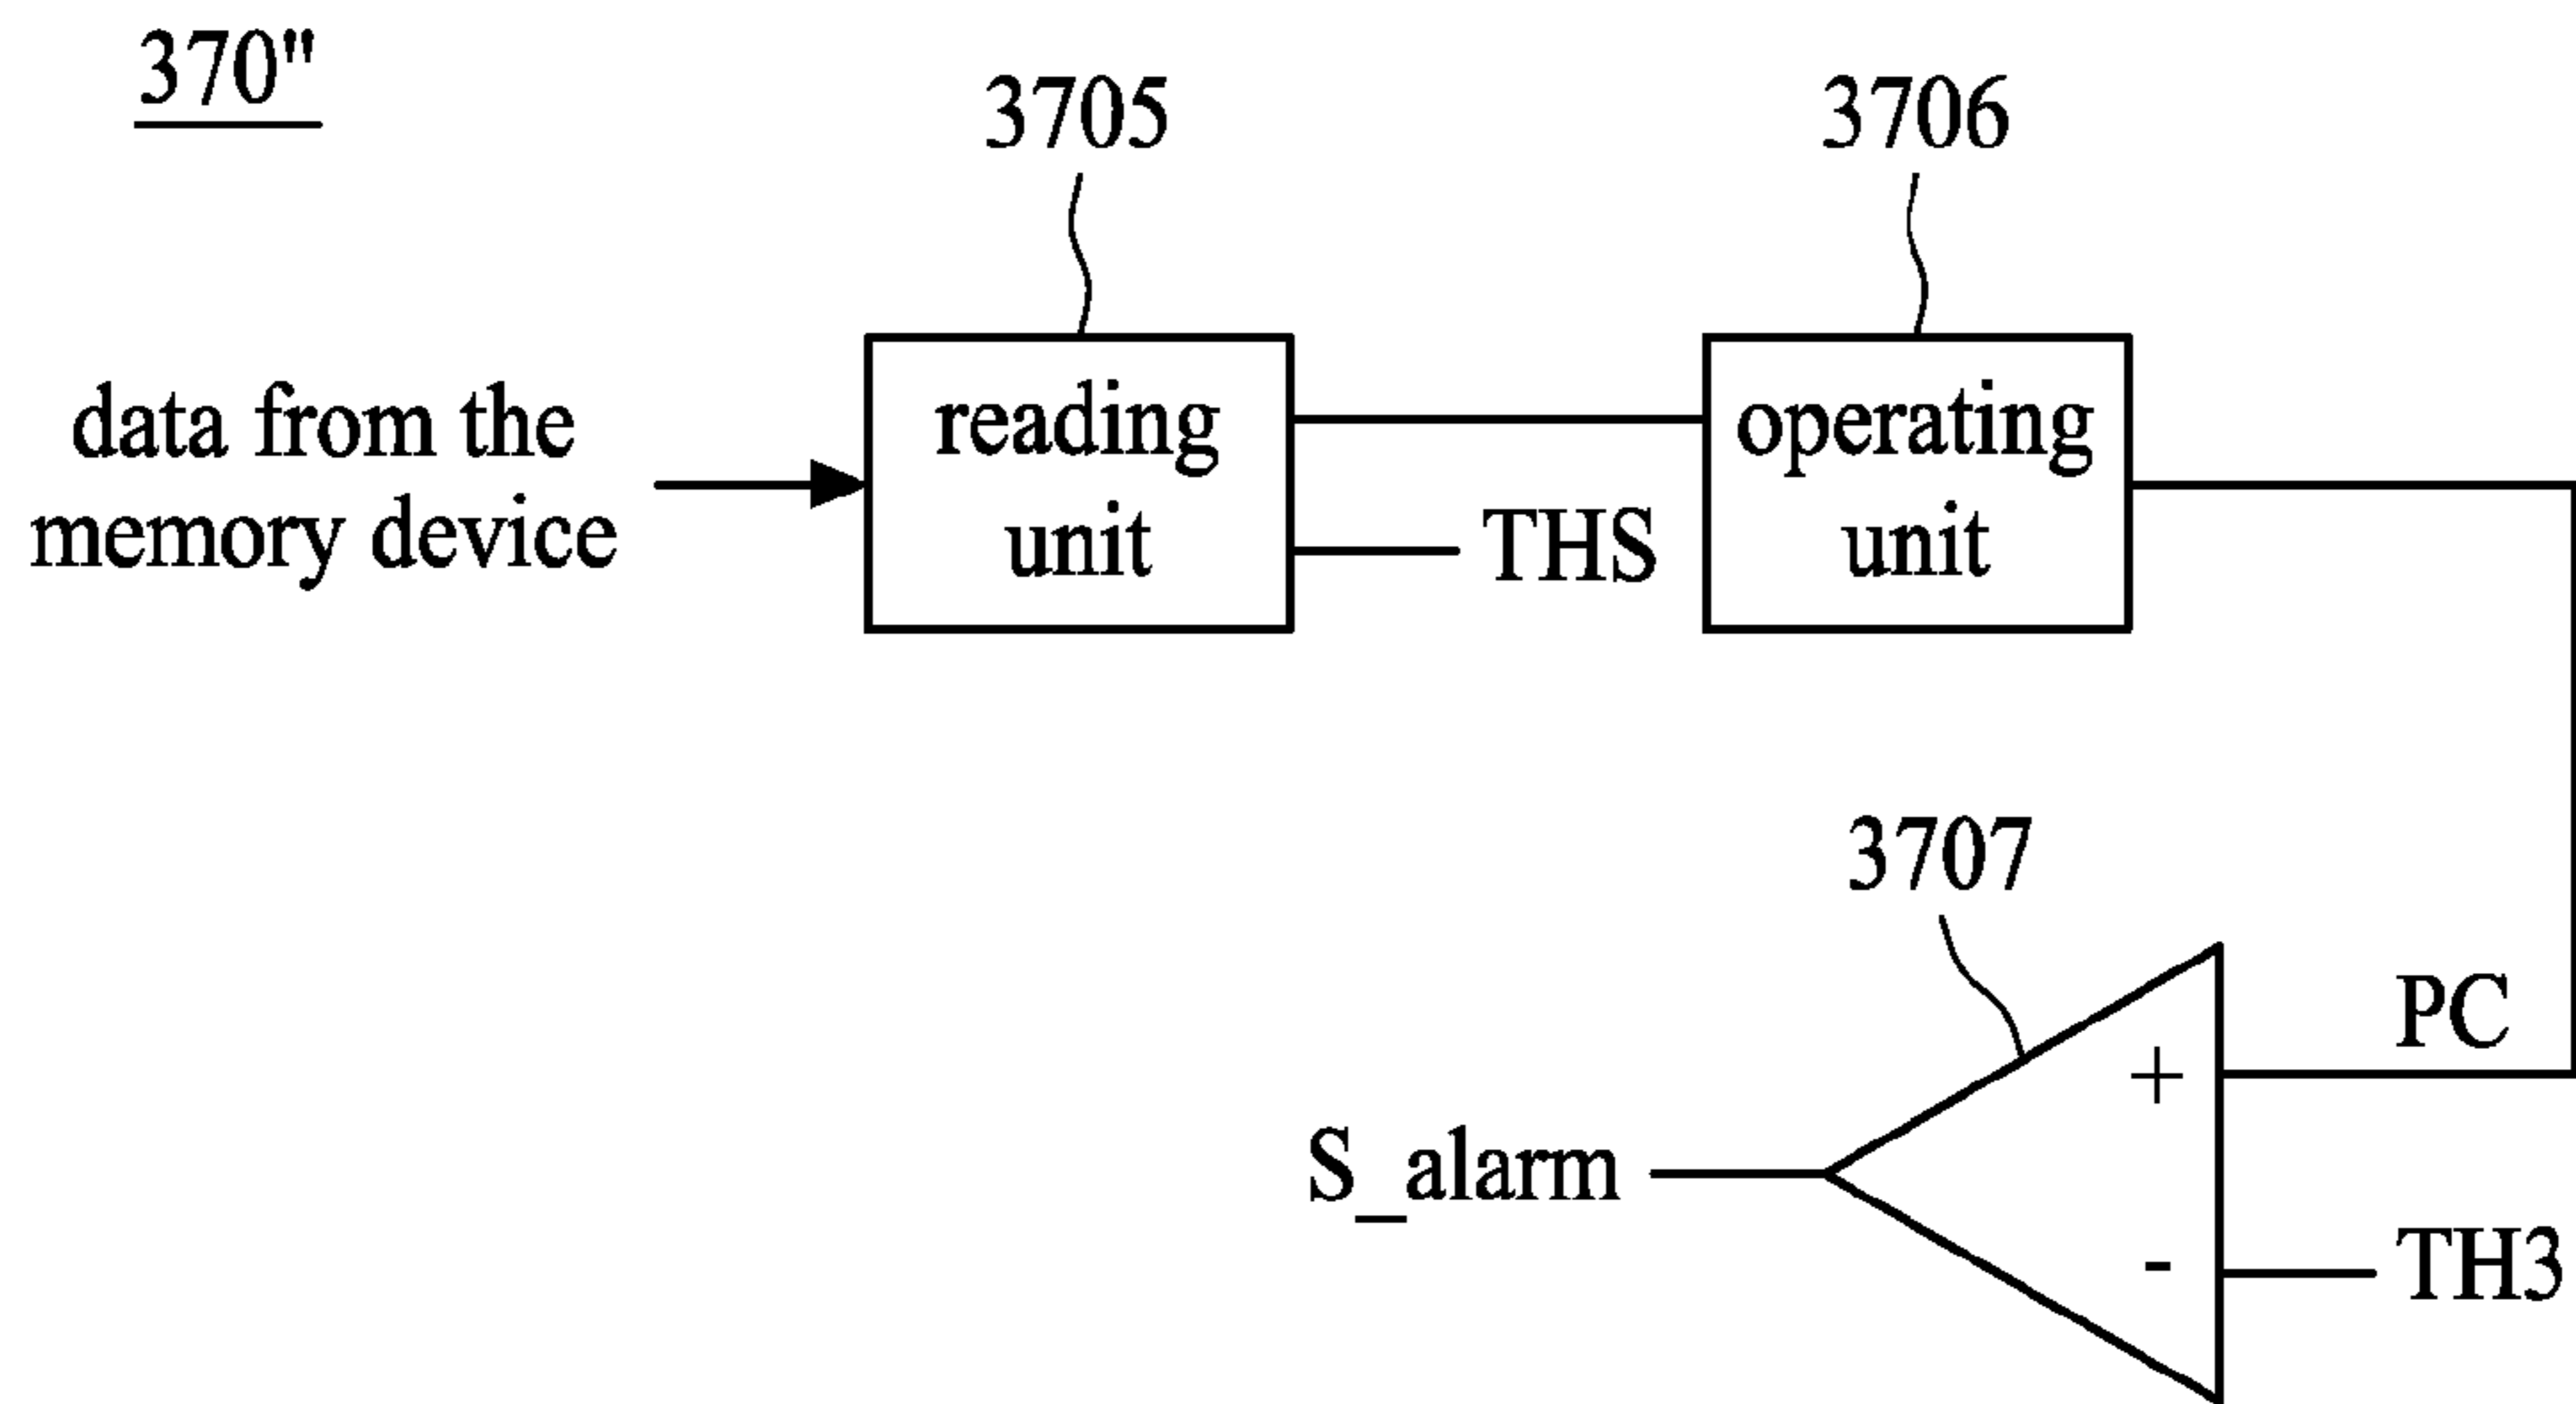 370"
3705
3706
data from the
memory device
reading
unit
THS
operating
unit
3707
PC
+
S_alarm
-
TH3